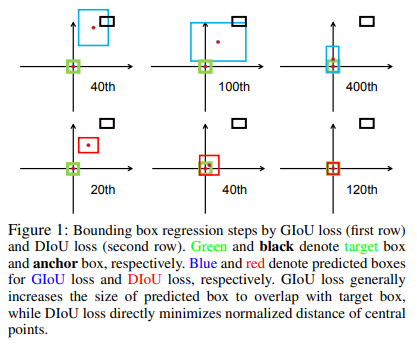 40th 100th 400th
20th 40th 120th
Figure 1: Bounding box regression steps by GIoU loss (first row)
and DIoU loss (second row). Green and black denote target box
and anchor box, respectively. Blue and red denote predicted boxes
for GIoU loss and DIoU loss, respectively. GIoU loss generally
increases the size of predicted box to overlap with target box,
while DIoU loss directly minimizes normalized distance of central
points.